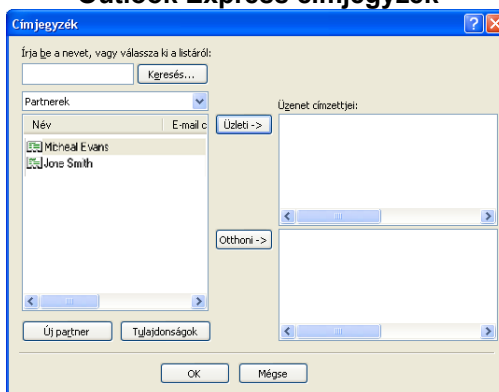 Outlook Express címjegyzék
Címjegyzék
Írja be a nevet, vagy válassza ki a listáról:
Keresés...
Partnerek
Üzenet címzettjei:
Név E-mail c
Üzleti ->
Micheal Evans
Jone Smith
Otthoni ->
Új partner Tulajdonságok
OK Mégse